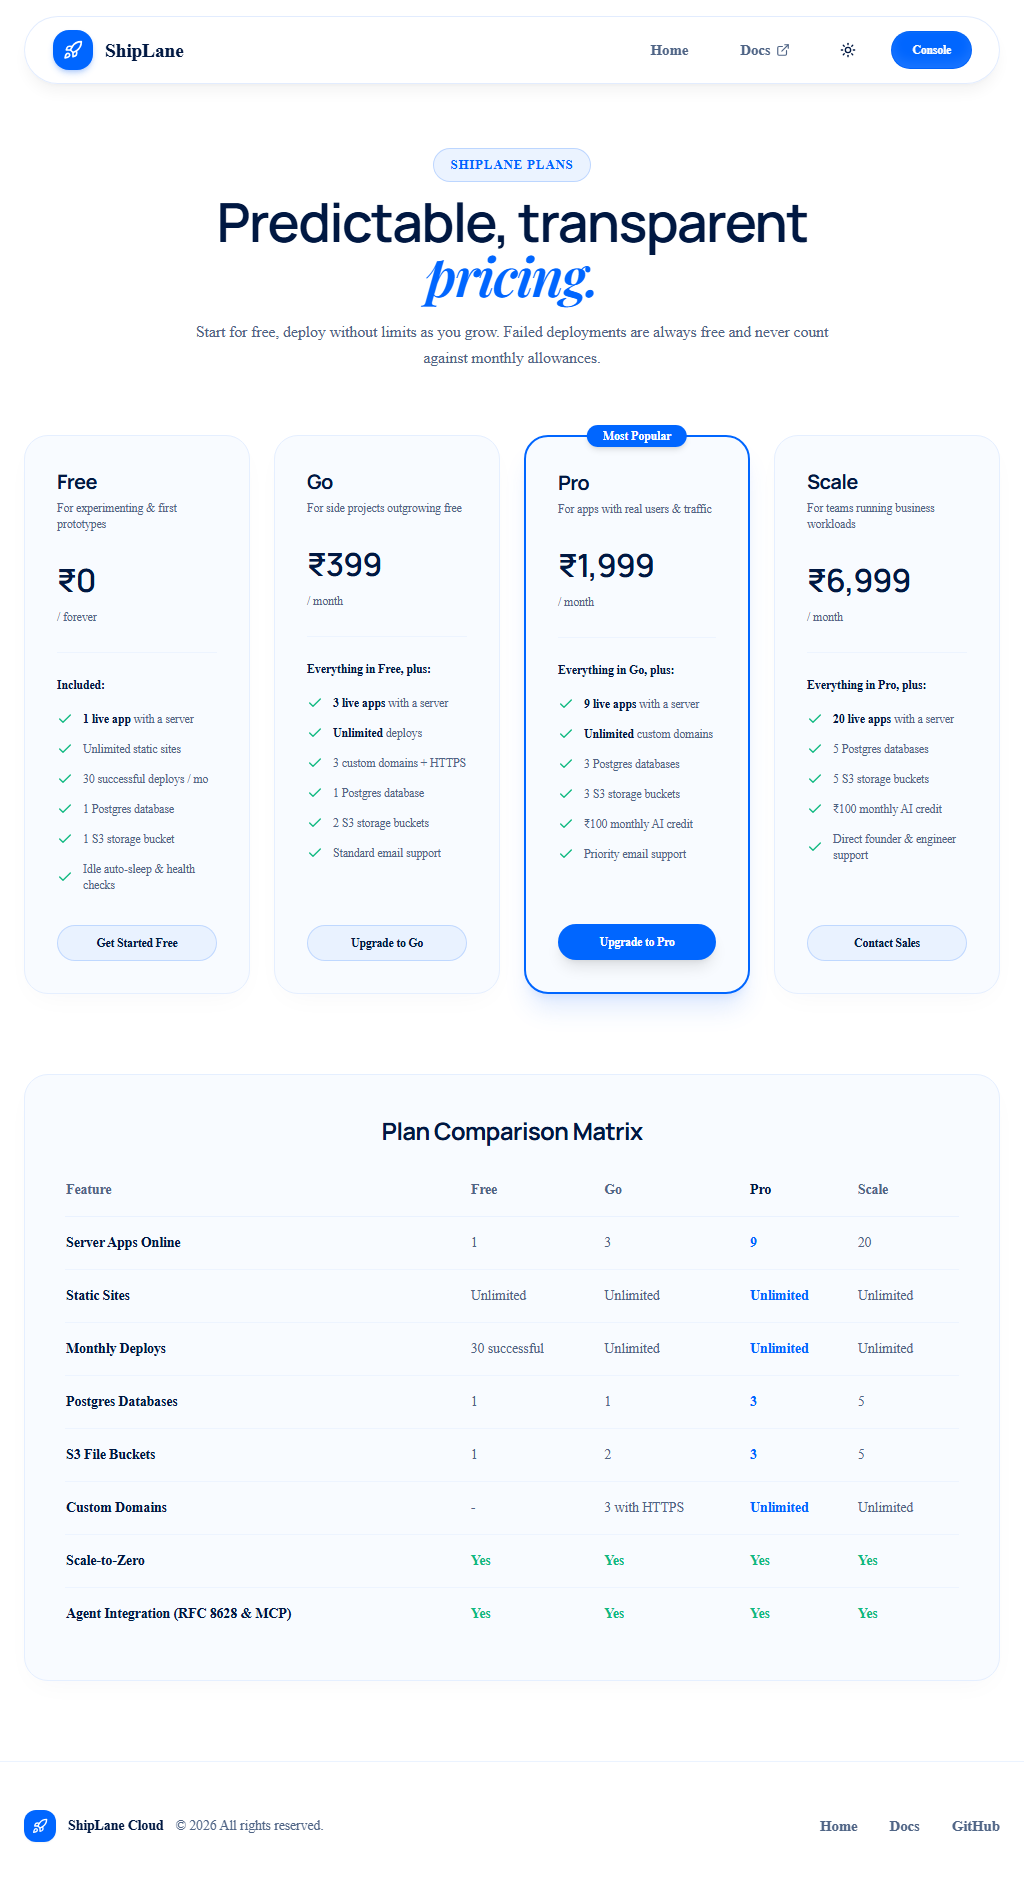 ShipLane
Home
Docs
Console
SHIPLANE PLANS
Predictable, transparent
pricing.
Start for free, deploy without limits as you grow. Failed deployments are always free and never count
against monthly allowances.
Free
For experimenting & first
prototypes
₹0
/ forever
Included:
1 live app with a server
Unlimited static sites
30 successful deploys / mo
1 Postgres database
1 S3 storage bucket
Idle auto-sleep & health
checks
Get Started Free
Go
For side projects outgrowing free
₹399
/ month
Everything in Free, plus:
3 live apps with a server
Unlimited deploys
3 custom domains + HTTPS
1 Postgres database
2 S3 storage buckets
Standard email support
Upgrade to Go
Most Popular
Pro
For apps with real users & traffic
₹1,999
/ month
Everything in Go, plus:
9 live apps with a server
Unlimited custom domains
3 Postgres databases
3 S3 storage buckets
₹100 monthly AI credit
Priority email support
Upgrade to Pro
Scale
For teams running business
workloads
₹6,999
/ month
Everything in Pro, plus:
20 live apps with a server
5 Postgres databases
5 S3 storage buckets
₹100 monthly AI credit
Direct founder & engineer
support
Contact Sales
Plan Comparison Matrix
Feature Free Go Pro Scale
Server Apps Online 1 3 9 20
Static Sites Unlimited Unlimited Unlimited Unlimited
Monthly Deploys 30 successful Unlimited Unlimited Unlimited
Postgres Databases 1 1 3 5
S3 File Buckets 1 2 3 5
Custom Domains - 3 with HTTPS Unlimited Unlimited
Scale-to-Zero Yes Yes Yes Yes
Agent Integration (RFC 8628 & MCP) Yes Yes Yes Yes
ShipLane Cloud © 2026 All rights reserved.
Home Docs GitHub